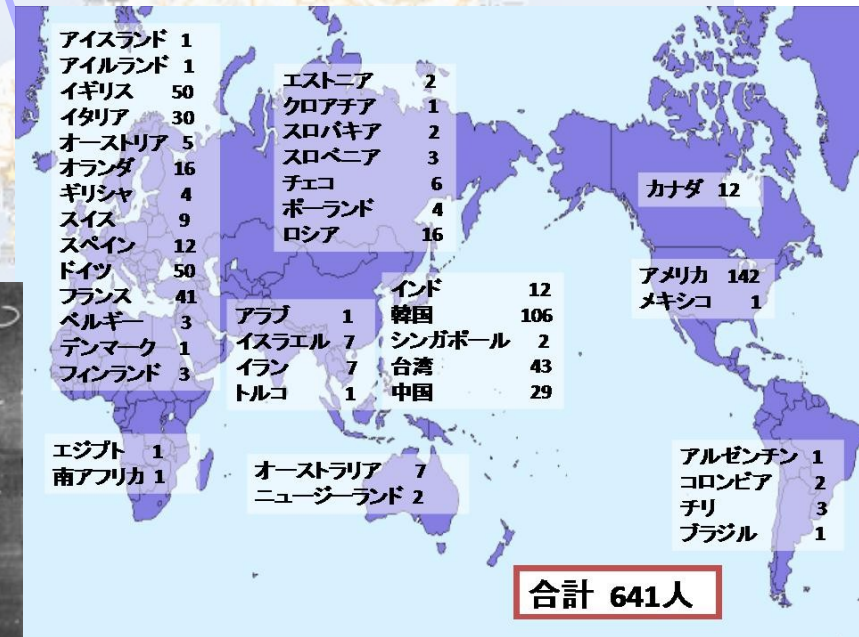 アイスランド 1
アイルランド 1
イギリス 50
イタリア 30
オーストリア 5
オランダ 16
ギリシャ 4
スイス 9
スペイン 12
ドイツ 50
フランス 41
ベルギー 3
デンマーク 1
フィンランド 3
エストニア 2
クロアチア 1
スロバキア 2
スロベニア 3
チェコ 6
ポーランド 4
ロシア 16
カナダ 12
アメリカ 142
メキシコ 1
アラブ 1
イスラエル 7
イラン 7
トルコ 1
インド 12
韓国 106
シンガポール 2
台湾 43
中国 29
エジプト 1
南アフリカ 1
オーストラリア 7
ニュージーランド 2
アルゼンチン 1
コロンビア 2
チリ 3
ブラジル 1
合計 641人